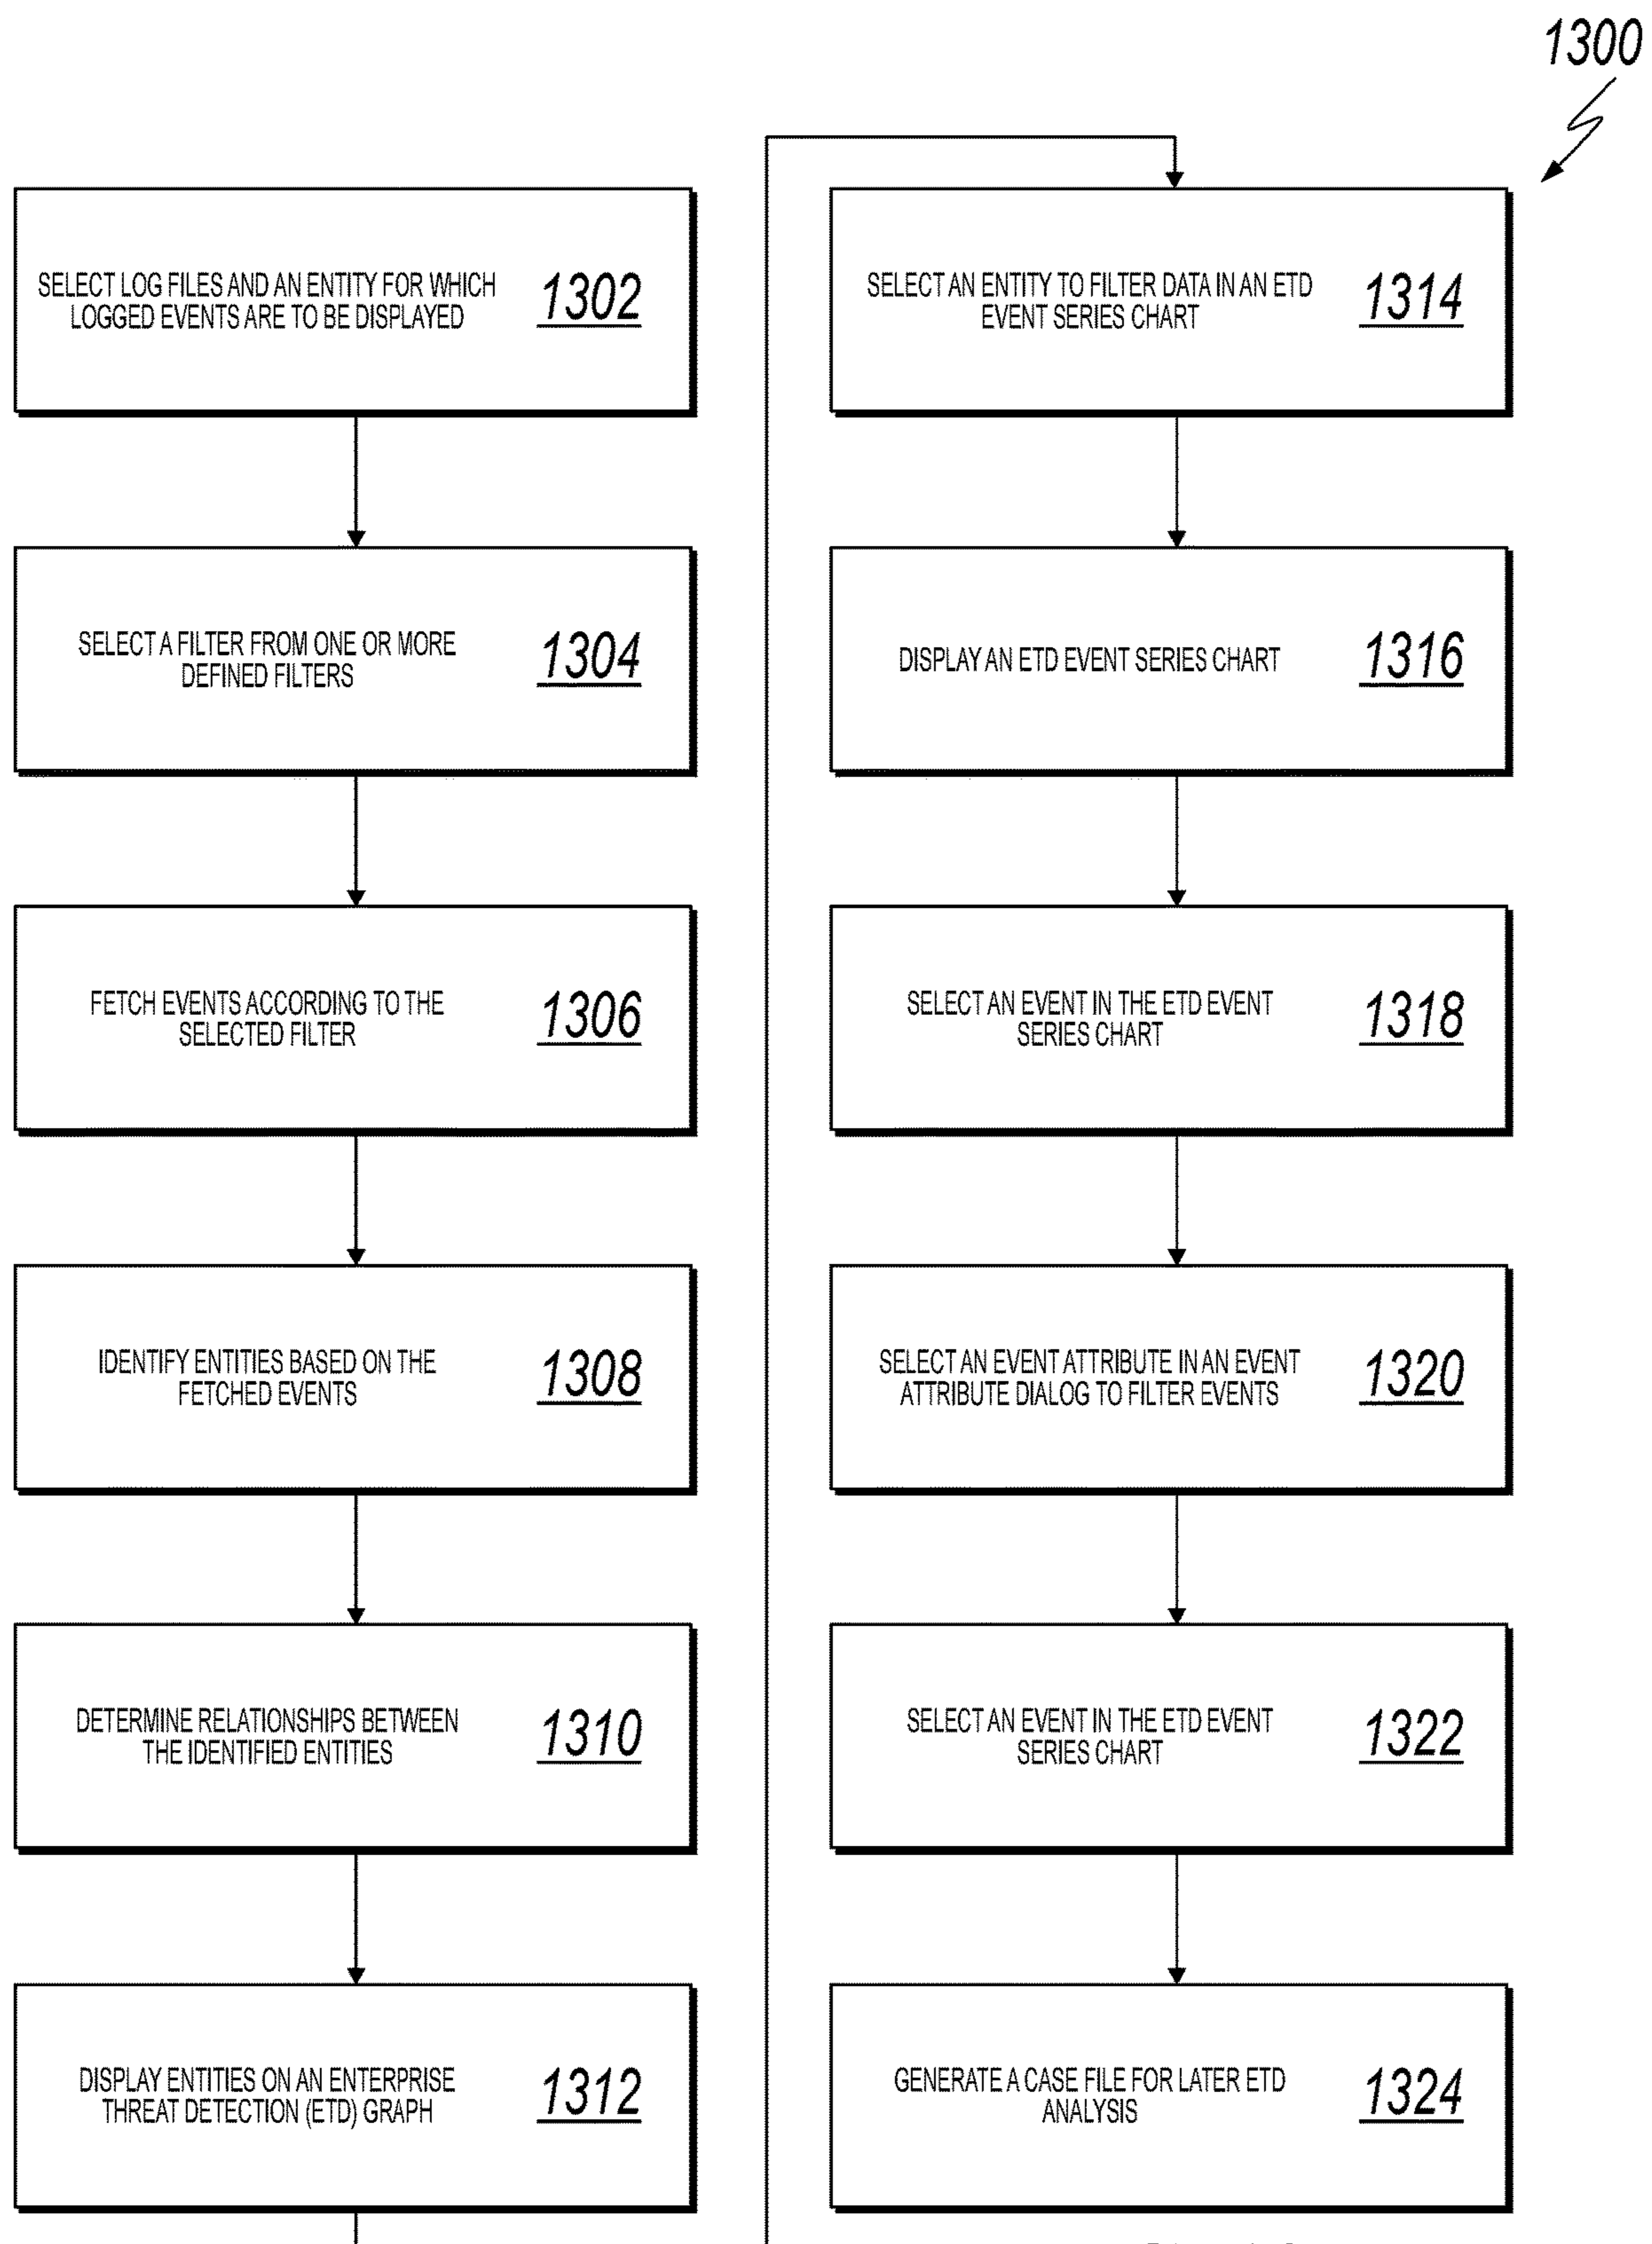 1300
SELECT LOG FILES AND AN ENTITY FOR WHICH
LOGGED EVENTS ARE TO BE DISPLAYED
1302
SELECT A FILTER FROM ONE OR MORE
DEFINED FILTERS
1304
FETCH EVENTS ACCORDING TO THE
SELECTED FILTER
1306
IDENTIFY ENTITIES BASED ON THE
FETCHED EVENTS
1308
DETERMINE RELATIONSHIPS BETWEEN
THE IDENTIFIED ENTITIES
1310
DISPLAY ENTITIES ON AN ENTERPRISE
THREAT DETECTION (ETD) GRAPH
1312
SELECT AN ENTITY TO FILTER DATA IN AN ETD
EVENT SERIES CHART
1314
DISPLAY AN ETD EVENT SERIES CHART
1316
SELECT AN EVENT IN THE ETD EVENT
SERIES CHART
1318
SELECT AN EVENT ATTRIBUTE IN AN EVENT
ATTRIBUTE DIALOG TO FILTER EVENTS
1320
SELECT AN EVENT IN THE ETD EVENT
SERIES CHART
1322
GENERATE A CASE FILE FOR LATER ETD
ANALYSIS
1324